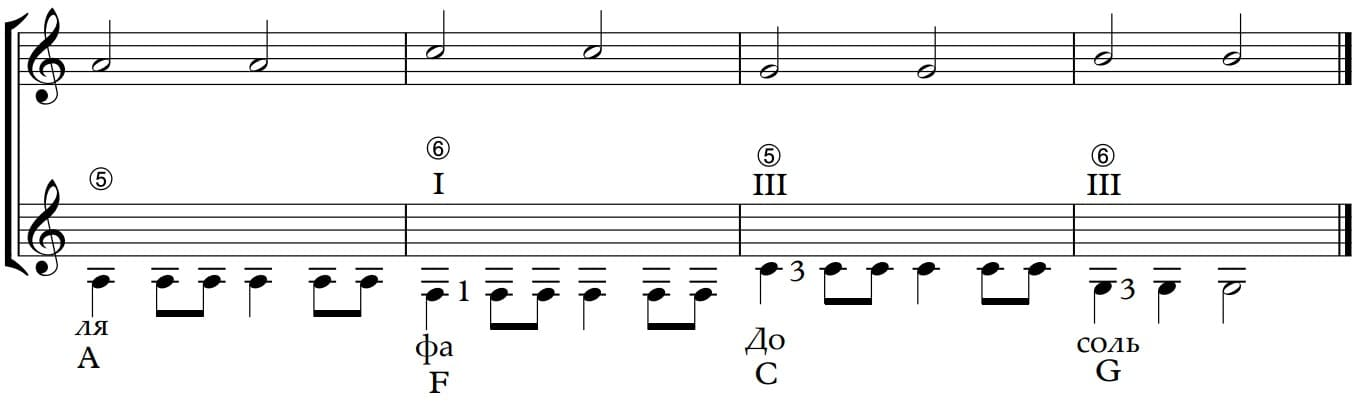 ⑤ ⑥ ⑤ ⑥
I III III
1 3 3
ля фа До соль
A F C G